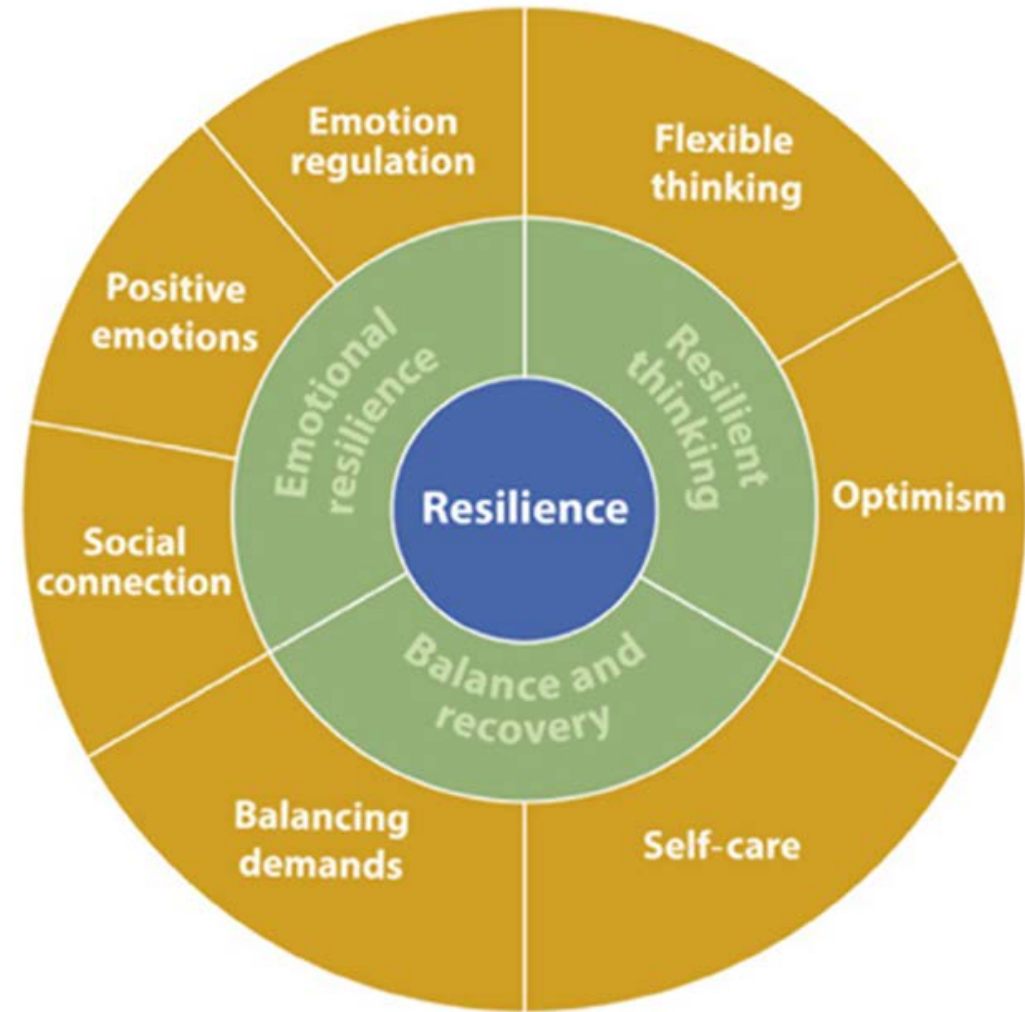 Emotion
regulation
Flexible
thinking
Positive
emotions
Emotional
resilience
Resilient
thinking
Resilience
Optimism
Social
connection
Balance and
recovery
Balancing
demands
Self-care